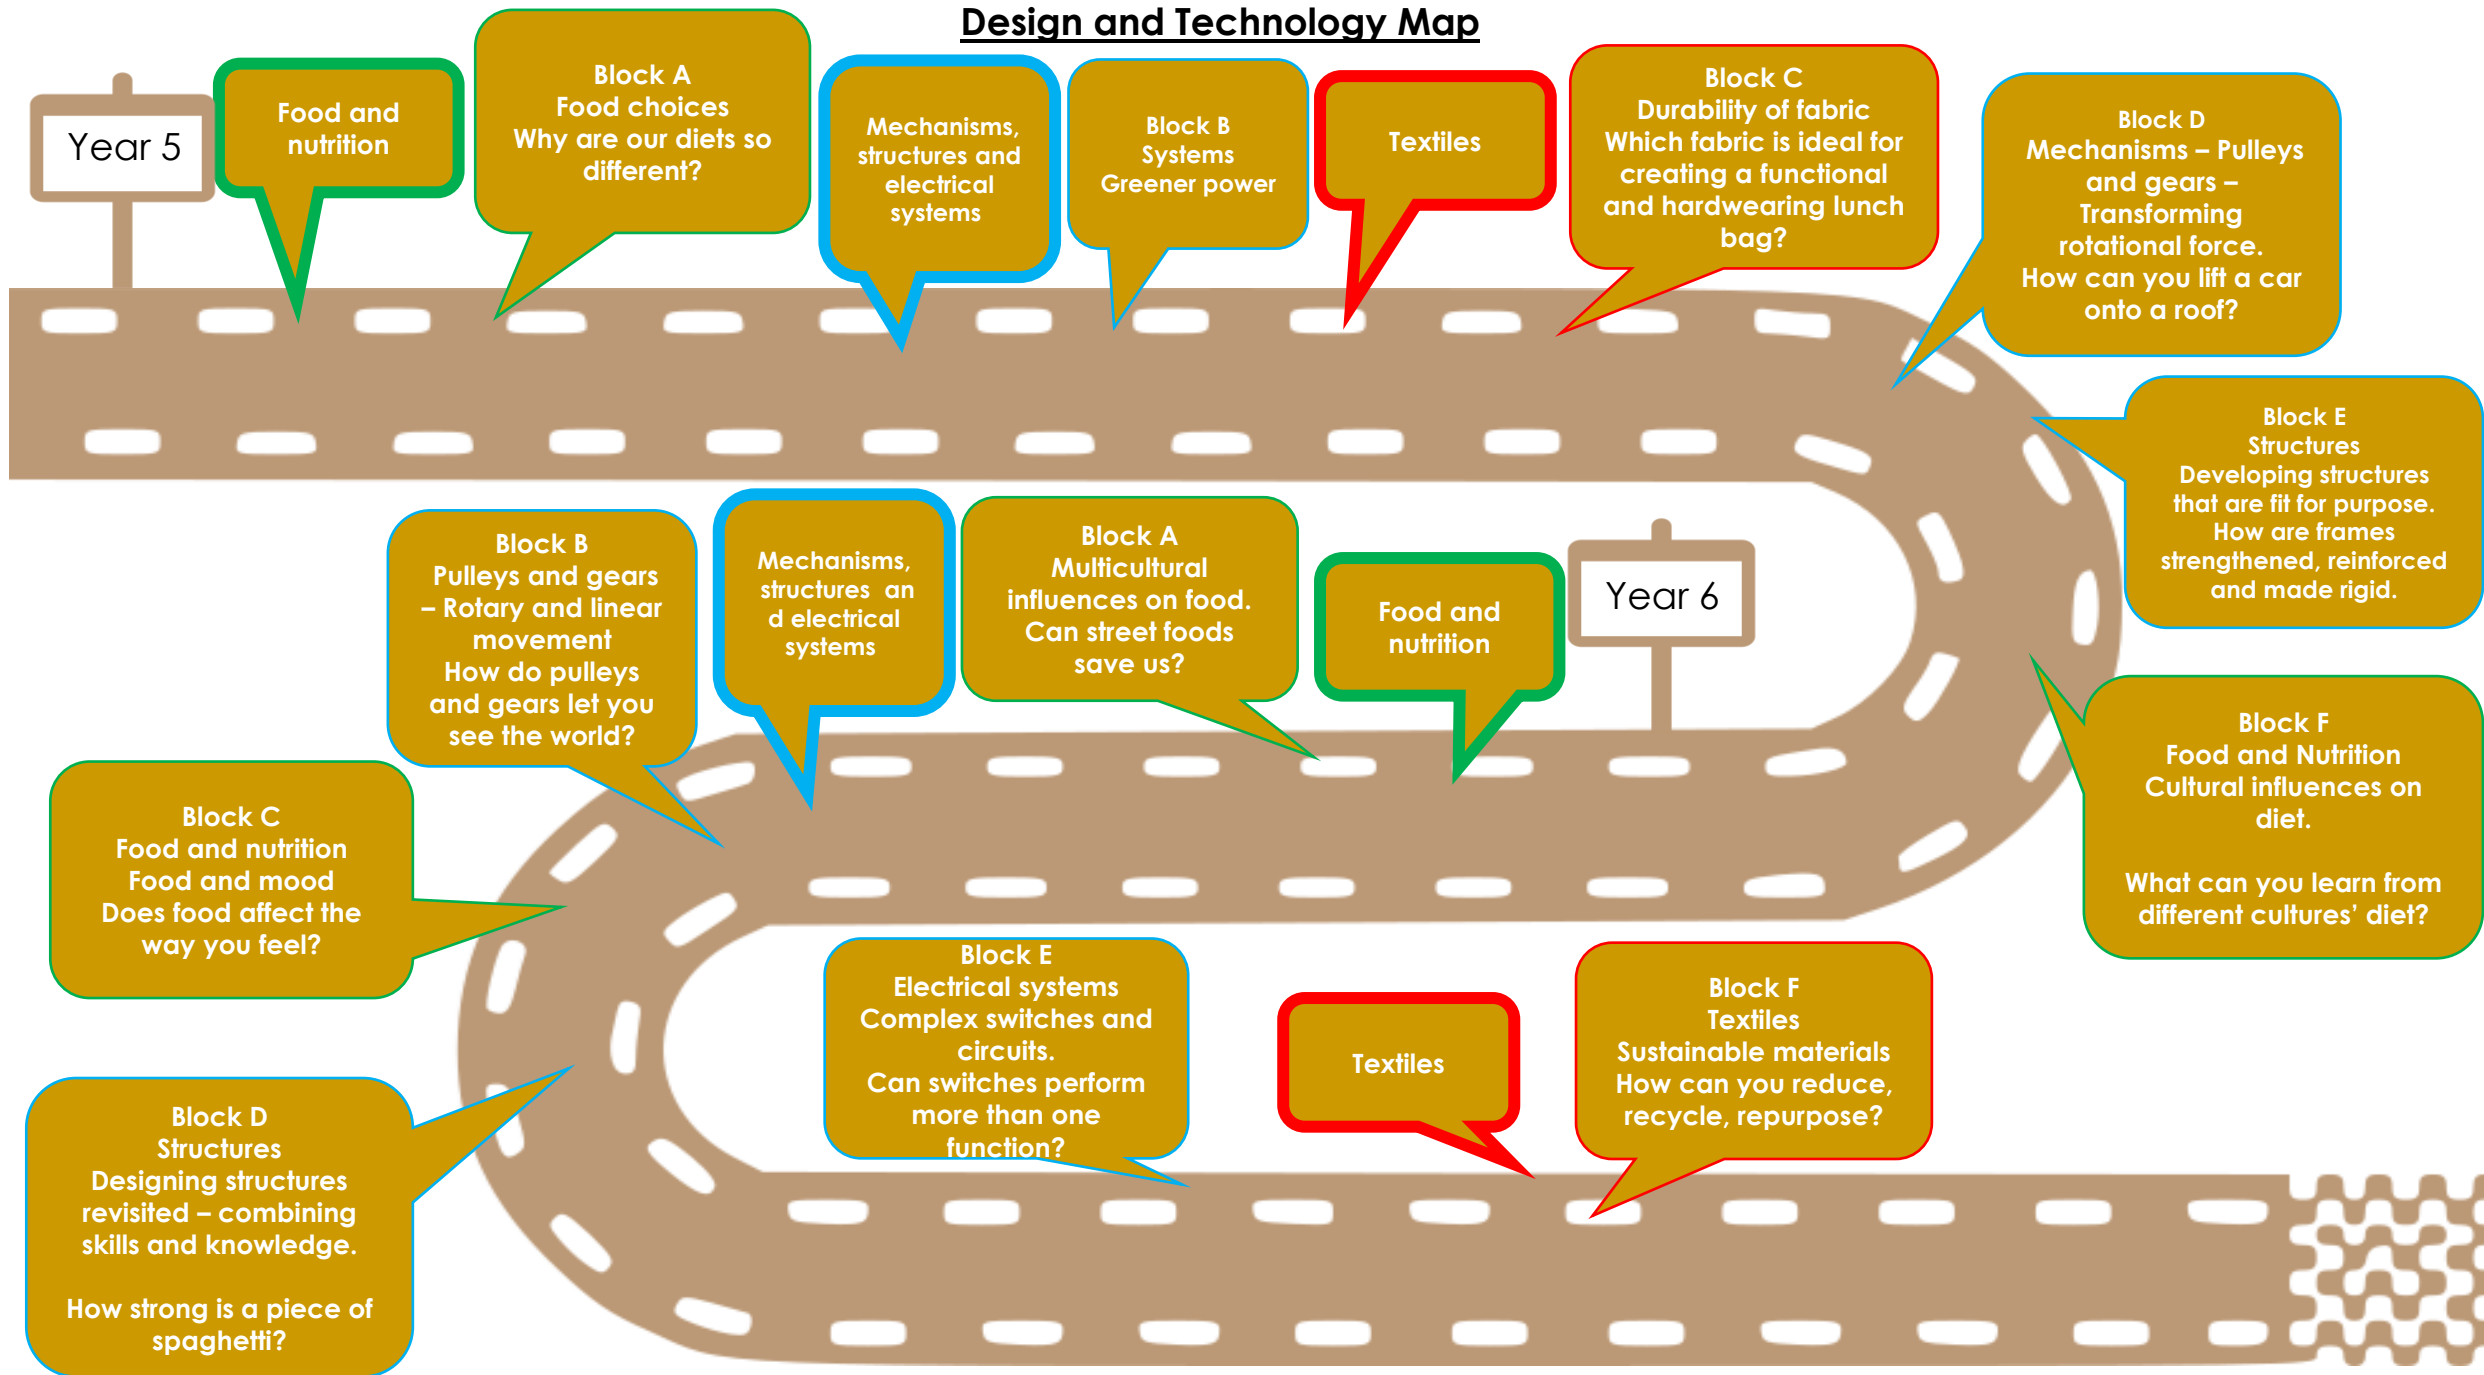 Design and Technology Map
Year 5
Food and
nutrition
Block A
Food choices
Why are our diets so
different?
Mechanisms,
structures and
electrical
systems
Block B
Systems
Greener power
Textiles
Block C
Durability of fabric
Which fabric is ideal for
creating a functional
and hardwearing lunch
bag?
Block D
Mechanisms – Pulleys
and gears –
Transforming
rotational force.
How can you lift a car
onto a roof?
Block E
Structures
Developing structures
that are fit for purpose.
How are frames
strengthened, reinforced
and made rigid.
Block F
Food and Nutrition
Cultural influences on
diet.
What can you learn from
different cultures’ diet?
Year 6
Food and
nutrition
Block A
Multicultural
influences on food.
Can street foods
save us?
Mechanisms,
structures  an
d electrical
systems
Block B
Pulleys and gears
– Rotary and linear
movement
How do pulleys
and gears let you
see the world?
Block C
Food and nutrition
Food and mood
Does food affect the
way you feel?
Block D
Structures
Designing structures
revisited – combining
skills and knowledge.
How strong is a piece of
spaghetti?
Block E
Electrical systems
Complex switches and
circuits.
Can switches perform
more than one
function?
Textiles
Block F
Textiles
Sustainable materials
How can you reduce,
recycle, repurpose?